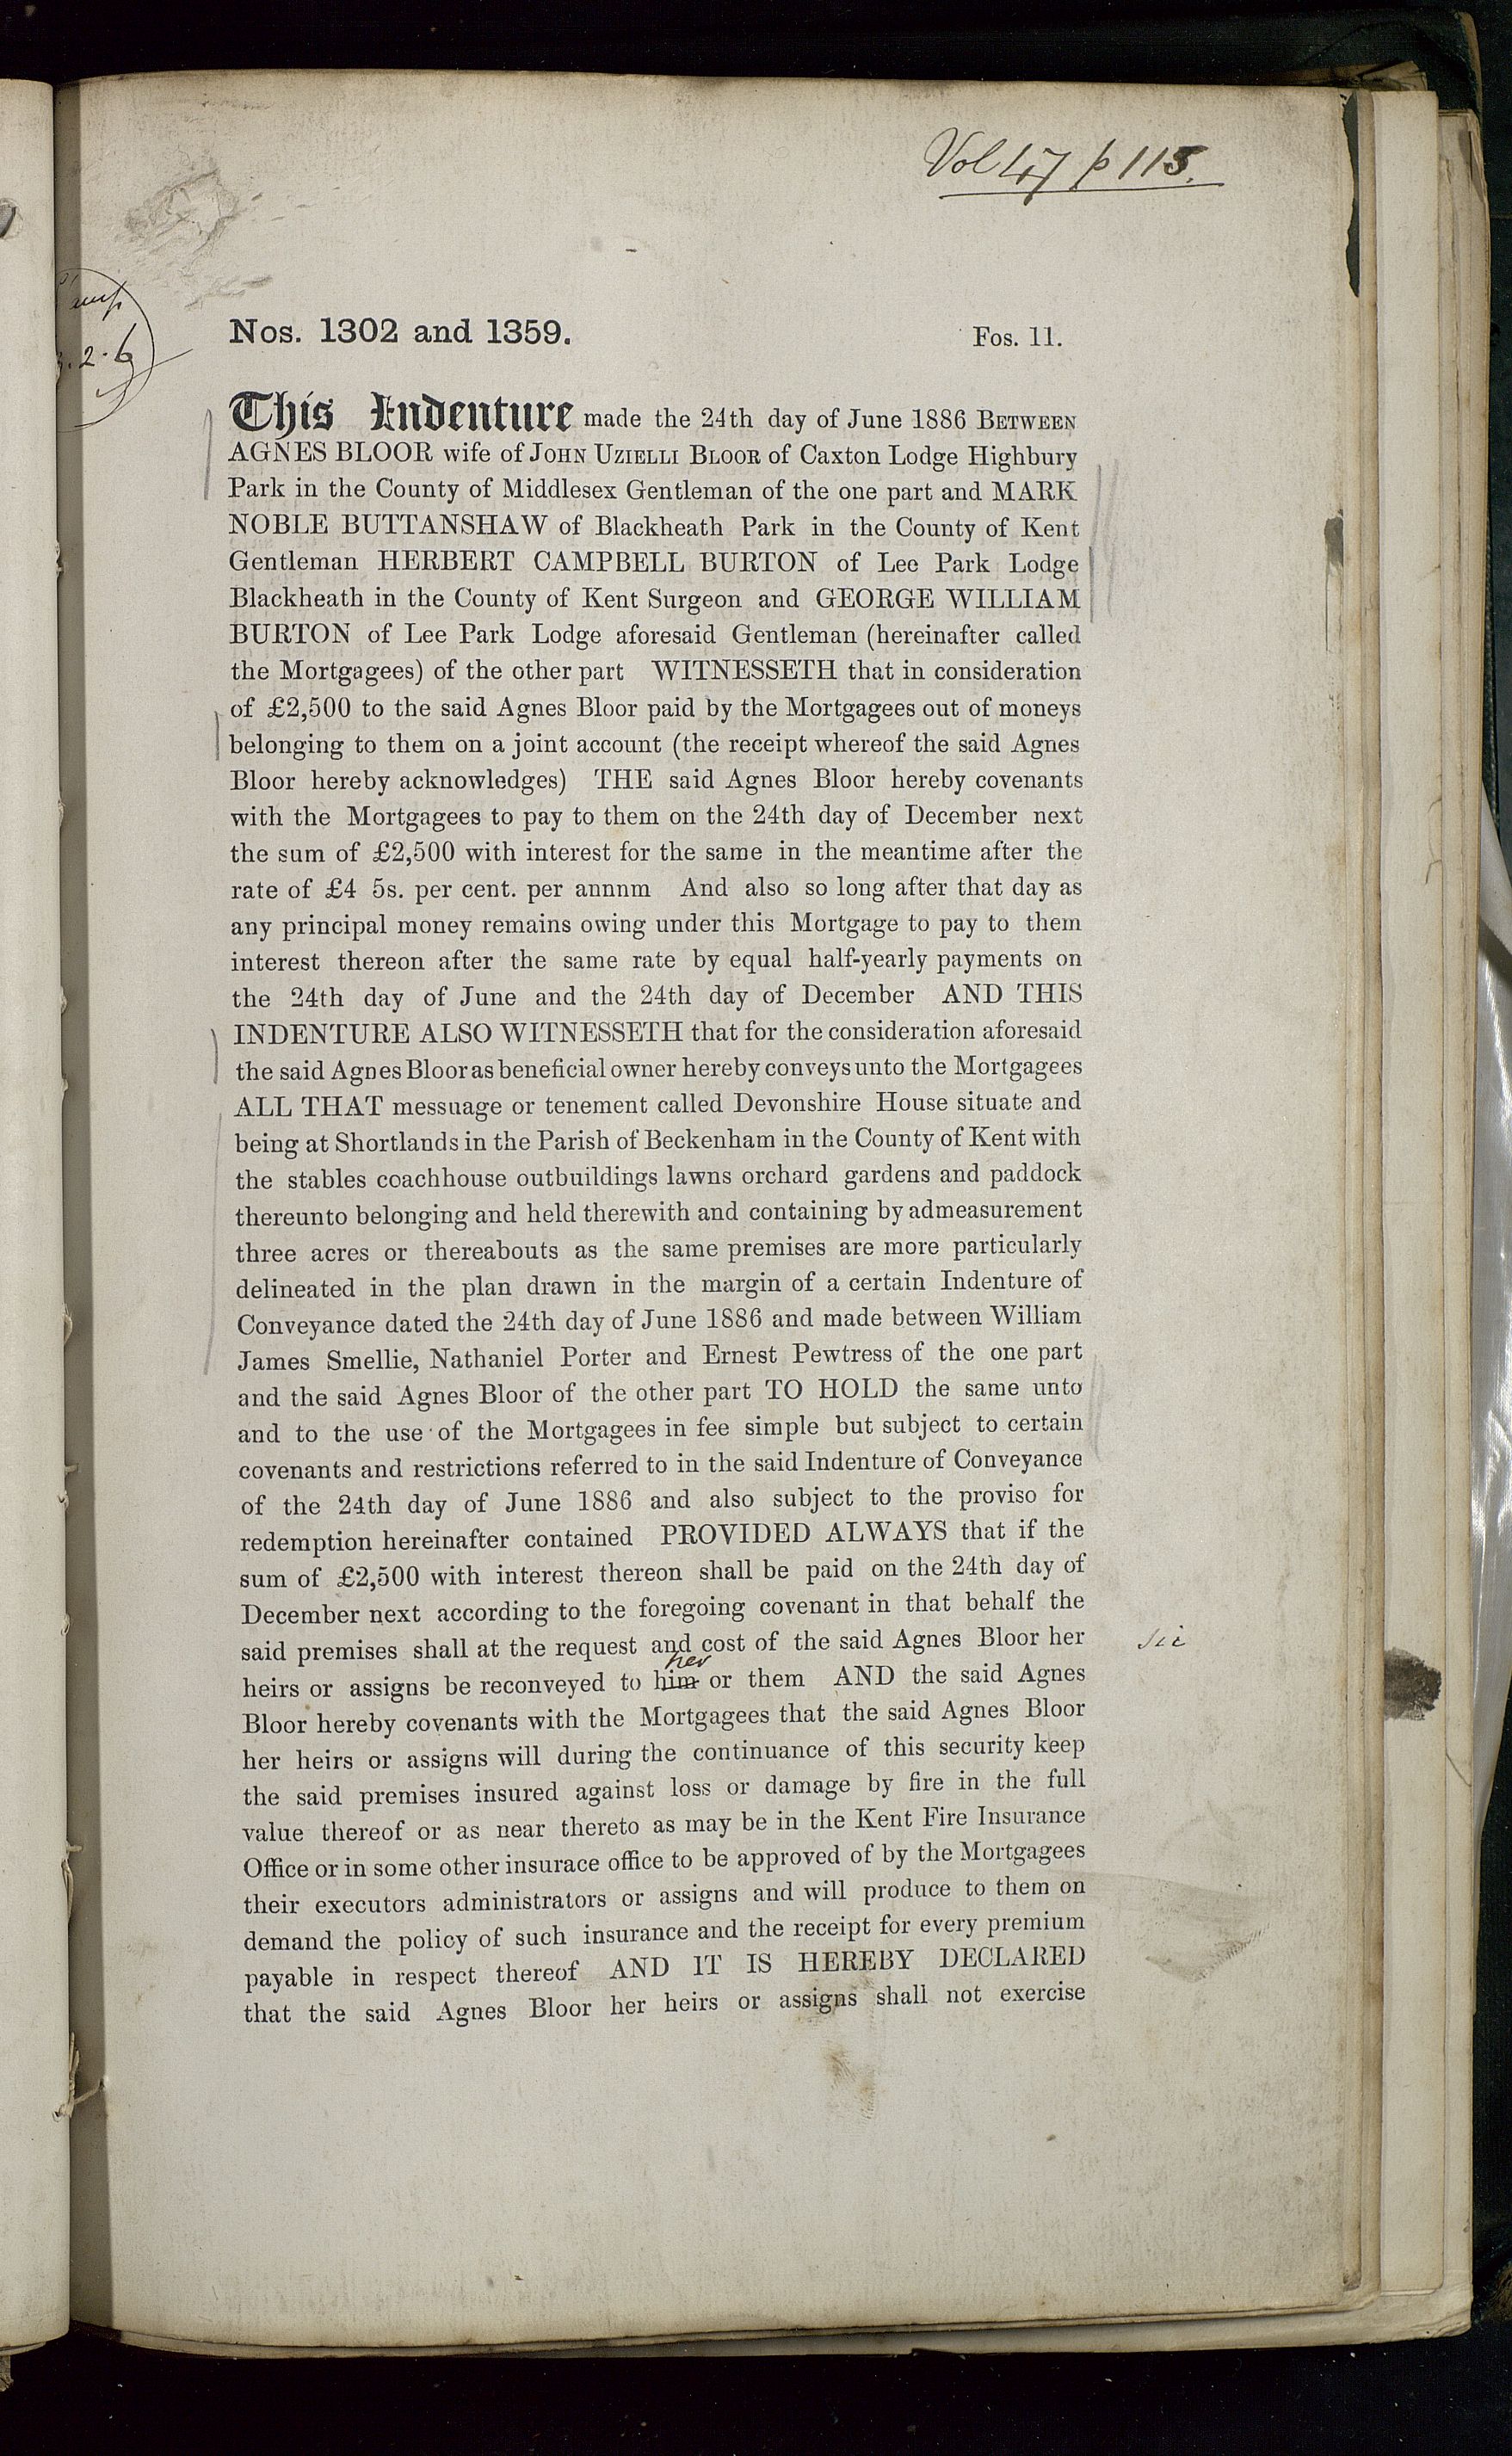 Vol 47 p 115.
Nos. 1302 and 1359.
Fos. 11.
This Indenture made the 24th day of June 1886 BETWEEN
AGNES BLOOR wife of JOHN UZIELLI BLOOR of Caxton Lodge Highbury
Park in the County of Middlesex Gentleman of the one part and MARK
NOBLE BUTTANSHAW of Blackheath Park in the County of Kent
Gentleman HERBERT CAMPBELL BURTON of Lee Park Lodge
Blackheath in the County of Kent Surgeon and GEORGE WILLIAM
BURTON of Lee Park Lodge aforesaid Gentleman (hereinafter called
the Mortgagees) of the other part WITNESSETH that in consideration
of £2,500 to the said Agnes Bloor paid by the Mortgagees out of moneys
belonging to them on a joint account (the receipt whereof the said Agnes
Bloor hereby acknowledges) THE said Agnes Bloor hereby covenants
with the Mortgagees to pay to them on the 24th day of December next
the sum of £2,500 with interest for the same in the meantime after the
rate of £4 5s. per cent. per annnm And also so long after that day as
any principal money remains owing under this Mortgage to pay to them
interest thereon after the same rate by equal half-yearly payments on
the 24th day of June and the 24th day of December AND THIS
INDENTURE ALSO WITNESSETH that for the consideration aforesaid
the said Agnes Bloor as beneficial owner hereby conveys unto the Mortgagees
ALL THAT messuage or tenement called Devonshire House situate and
being at Shortlands in the Parish of Beckenham in the County of Kent with
the stables coachhouse outbuildings lawns orchard gardens and paddock
thereunto belonging and held therewith and containing by admeasurement
three acres or thereabouts as the same premises are more particularly
delineated in the plan drawn in the margin of a certain Indenture of
Conveyance dated the 24th day of June 1886 and made between William
James Smellie, Nathaniel Porter and Ernest Pewtress of the one part
and the said Agnes Bloor of the other part TO HOLD the same unto
and to the use of the Mortgagees in fee simple but subject to certain
covenants and restrictions referred to in the said Indenture of Conveyance
of the 24th day of June 1886 and also subject to the proviso for
redemption hereinafter contained PROVIDED ALWAYS that if the
sum of £2,500 with interest thereon shall be paid on the 24th day of
December next according to the foregoing covenant in that behalf the
said premises shall at the request and cost of the said Agnes Bloor her
sic
her
heirs or assigns be reconveyed to him or them AND the said Agnes
Bloor hereby covenants with the Mortgagees that the said Agnes Bloor
her heirs or assigns will during the continuance of this security keep
the said premises insured against loss or damage by fire in the full
value thereof or as near thereto as may be in the Kent Fire Insurance
Office or in some other insurace office to be approved of by the Mortgagees
their executors administrators or assigns and will produce to them on
demand the policy of such insurance and the receipt for every premium
payable in respect thereof AND IT IS HEREBY DECLARED
that the said Agnes Bloor her heirs or assigns shall not exercise